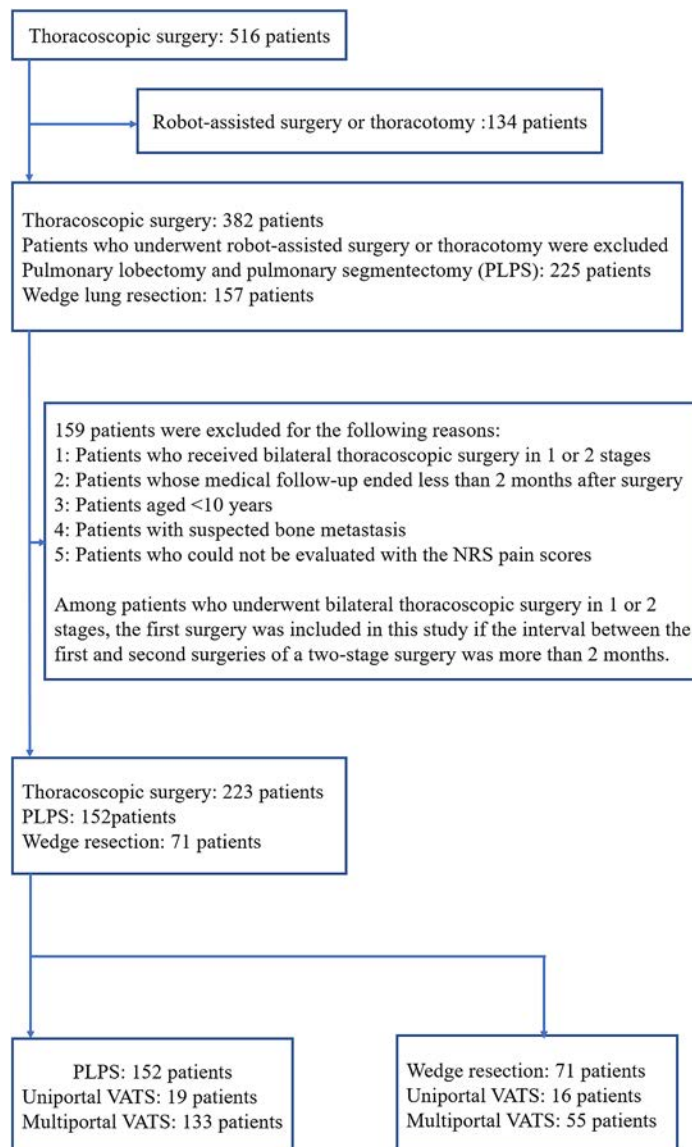 Thoracoscopic surgery: 516 patients
Robot-assisted surgery or thoracotomy :134 patients
Thoracoscopic surgery: 382 patients
Patients who underwent robot-assisted surgery or thoracotomy were excluded
Pulmonary lobectomy and pulmonary segmentectomy (PLPS): 225 patients
Wedge lung resection: 157 patients
159 patients were excluded for the following reasons:
1: Patients who received bilateral thoracoscopic surgery in 1 or 2 stages
2: Patients whose medical follow-up ended less than 2 months after surgery
3: Patients aged <10 years
4: Patients with suspected bone metastasis
5: Patients who could not be evaluated with the NRS pain scores
Among patients who underwent bilateral thoracoscopic surgery in 1 or 2
stages, the first surgery was included in this study if the interval between the
first and second surgeries of a two-stage surgery was more than 2 months.
Thoracoscopic surgery: 223 patients
PLPS: 152patients
Wedge resection: 71 patients
PLPS: 152 patients
Uniportal VATS: 19 patients
Multiportal VATS: 133 patients
Wedge resection: 71 patients
Uniportal VATS: 16 patients
Multiportal VATS: 55 patients